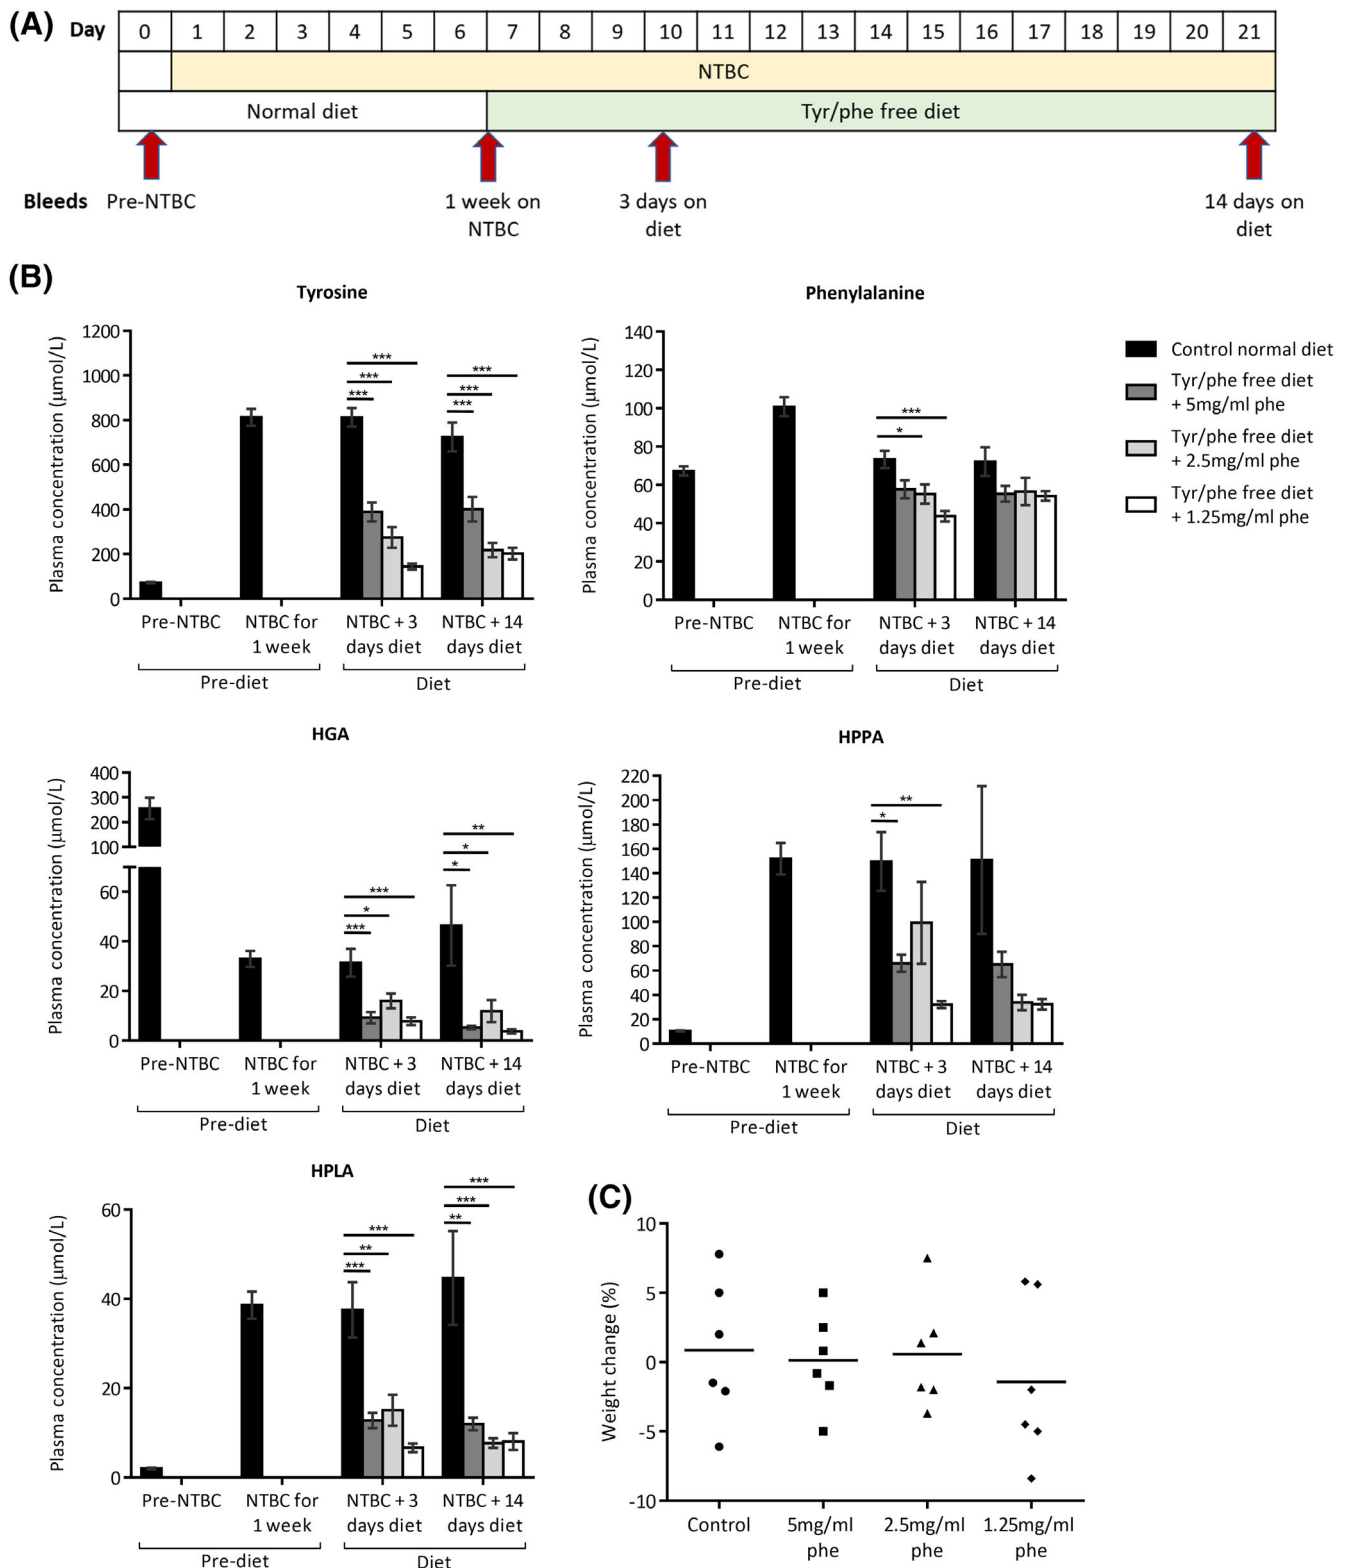 (A) Day 0 1 2 3 4 5 6 7 8 9 10 11 12 13 14 15 16 17 18 19 20 21
NTBC
Normal diet Tyr/phe free diet
Bleeds Pre-NTBC 1 week on 3 days on 14 days on
NTBC diet diet
(B)
Tyrosine
Plasma concentration (µmol/L)
1200
1000
800
600
400
200
0
*** *** *** *** *** ***
Pre-NTBC NTBC for NTBC + 3 NTBC + 14
1 week days diet days diet
Pre-diet Diet
Phenylalanine
Plasma concentration (µmol/L)
140
120
100
80
60
40
20
0
*** *
Pre-NTBC NTBC for NTBC + 3 NTBC + 14
1 week days diet days diet
Pre-diet Diet
Control normal diet
Tyr/phe free diet
+ 5mg/ml phe
Tyr/phe free diet
+ 2.5mg/ml phe
Tyr/phe free diet
+ 1.25mg/ml phe
HGA
Plasma concentration (µmol/L)
400
300
200
100
60
40
20
0
*** * *** ** * *
Pre-NTBC NTBC for NTBC + 3 NTBC + 14
1 week days diet days diet
Pre-diet Diet
HPPA
Plasma concentration (µmol/L)
220
200
180
160
140
120
100
80
60
40
20
0
** *
Pre-NTBC NTBC for NTBC + 3 NTBC + 14
1 week days diet days diet
Pre-diet Diet
HPLA
Plasma concentration (µmol/L)
60
40
20
0
*** ** *** *** *** **
Pre-NTBC NTBC for NTBC + 3 NTBC + 14
1 week days diet days diet
Pre-diet Diet
(C)
Weight change (%)
10
5
0
-5
-10
Control 5mg/ml 2.5mg/ml 1.25mg/ml
phe phe phe